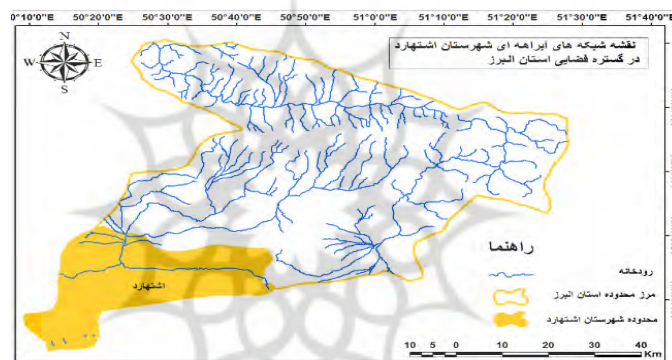 0°10'0"E 50°20'0"E 50°30'0"E 50°40'0"E 50°50'0"E 51°0'0"E 51°10'0"E 51°20'0"E 51°30'0"E 51°40'0"
نقشه شبکه های آبراهه ای شهرستان اشتهارد
در گستره فضایی استان البرز
N
W E
S
راهنما
رودخانه
مرز محدوده استان البرز
محدوده شهرستان اشتهارد
اشتهارد
10 5 0 10 20 30 40
Km